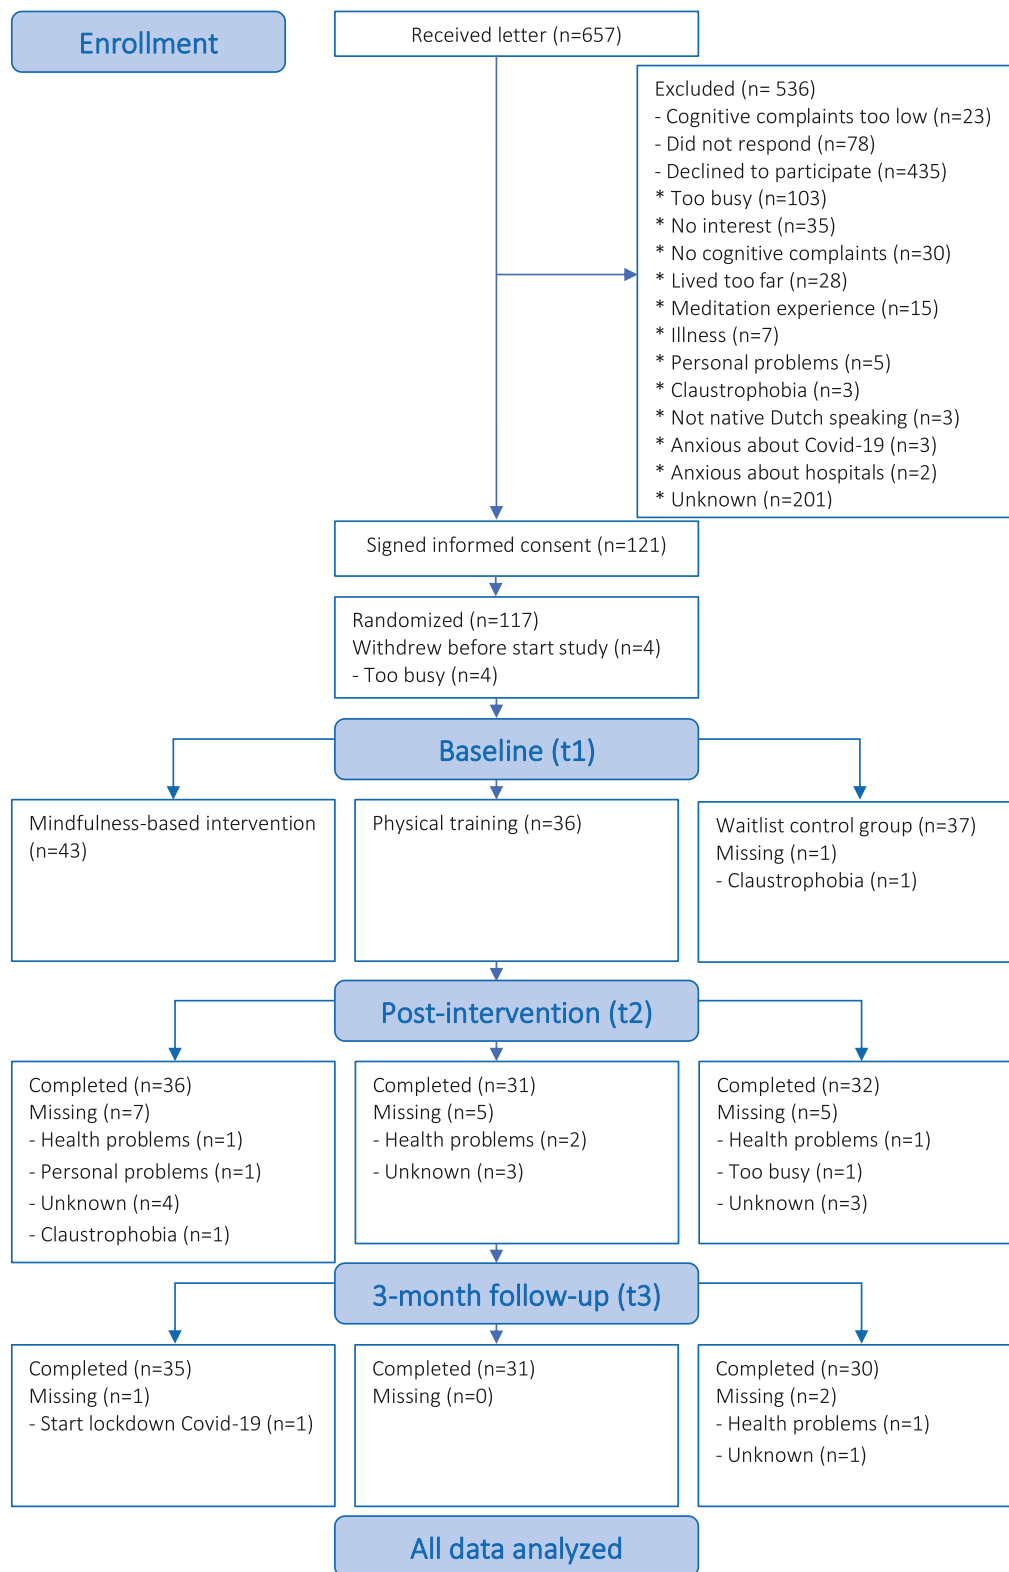 Enrollment
Received letter (n=657)
Excluded (n= 536)
- Cognitive complaints too low (n=23)
- Did not respond (n=78)
- Declined to participate (n=435)
* Too busy (n=103)
* No interest (n=35)
* No cognitive complaints (n=30)
* Lived too far (n=28)
* Meditation experience (n=15)
* Illness (n=7)
* Personal problems (n=5)
* Claustrophobia (n=3)
* Not native Dutch speaking (n=3)
* Anxious about Covid-19 (n=3)
* Anxious about hospitals (n=2)
* Unknown (n=201)
Signed informed consent (n=121)
Randomized (n=117)
Withdrew before start study (n=4)
- Too busy (n=4)
Baseline (t1)
Mindfulness-based intervention
(n=43)
Physical training (n=36)
Waitlist control group (n=37)
Missing (n=1)
- Claustrophobia (n=1)
Post-intervention (t2)
Completed (n=36)
Missing (n=7)
- Health problems (n=1)
- Personal problems (n=1)
- Unknown (n=4)
- Claustrophobia (n=1)
Completed (n=31)
Missing (n=5)
- Health problems (n=2)
- Unknown (n=3)
Completed (n=32)
Missing (n=5)
- Health problems (n=1)
- Too busy (n=1)
- Unknown (n=3)
3-month follow-up (t3)
Completed (n=35)
Missing (n=1)
- Start lockdown Covid-19 (n=1)
Completed (n=31)
Missing (n=0)
Completed (n=30)
Missing (n=2)
- Health problems (n=1)
- Unknown (n=1)
All data analyzed